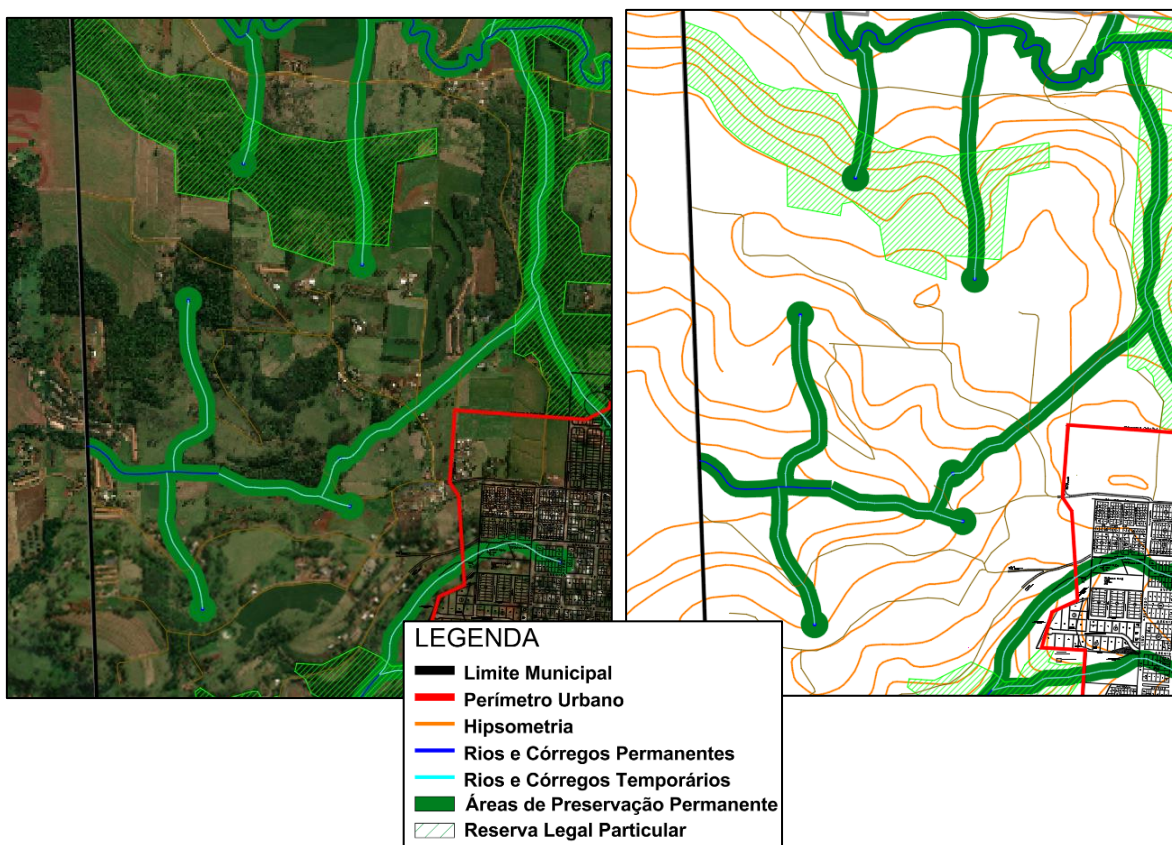 LEGENDA
Limite Municipal
Perímetro Urbano
Hipsometria
Rios e Córregos Permanentes
Rios e Córregos Temporários
Áreas de Preservação Permanente
Reserva Legal Particular